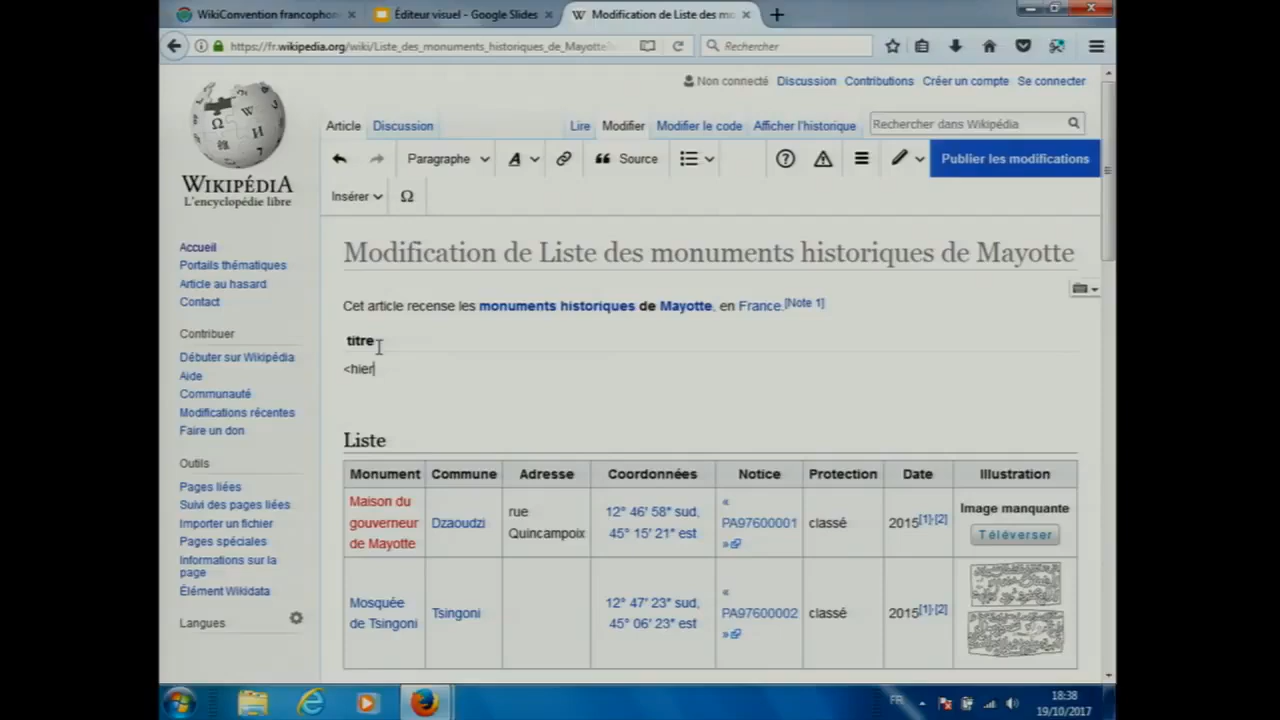 WikiConvention francophon
Éditeur visuel - Google Slides
W Modification de Liste des mo
https://fr.wikipedia.org/wiki/Liste_des_monuments_historiques_de_Mayotte?
Rechercher
Non connecté Discussion Contributions Créer un compte Se connecter
Article Discussion Lire Modifier Modifier le code Afficher l'historique
Rechercher dans Wikipédia
WIKIPÉDIA
L'encyclopédie libre
Paragraphe A Source Publier les modifications
Insérer Ω
Accueil
Portails thématiques
Article au hasard
Contact
Contribuer
Débuter sur Wikipédia
Aide
Communauté
Modifications récentes
Faire un don
Outils
Pages liées
Suivi des pages liées
Importer un fichier
Pages spéciales
Informations sur la
page
Élément Wikidata
Langues
Modification de Liste des monuments historiques de Mayotte
Cet article recense les monuments historiques de Mayotte, en France.[Note 1]
titre
<hier
Liste
Monument Commune Adresse Coordonnées Notice Protection Date Illustration
Maison du
gouverneur
de Mayotte
Dzaoudzi
rue
Quincampoix
12° 46' 58" sud,
45° 15' 21" est
«
PA97600001
»
classé
2015[1],[2]
Image manquante
Téléverser
Mosquée
de Tsingoni
Tsingoni
12° 47' 23" sud,
45° 06' 23" est
«
PA97600002
»
classé
2015[1],[2]
FR
18:38
19/10/2017